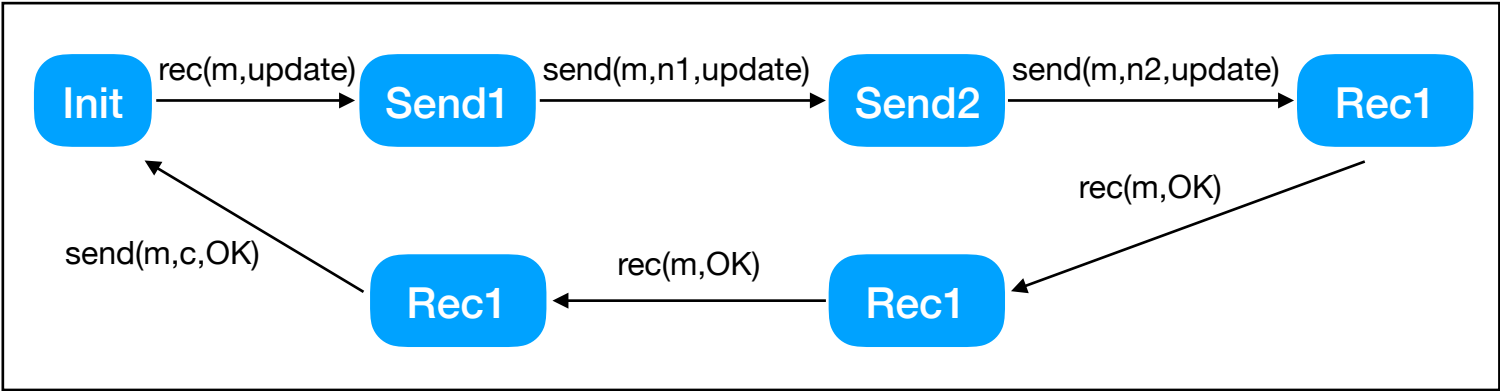 rec(m,update)
send(m,n1,update)
send(m,n2,update)
Init
Send1
Send2
Rec1
rec(m,OK)
send(m,c,OK)
rec(m,OK)
Rec1
Rec1